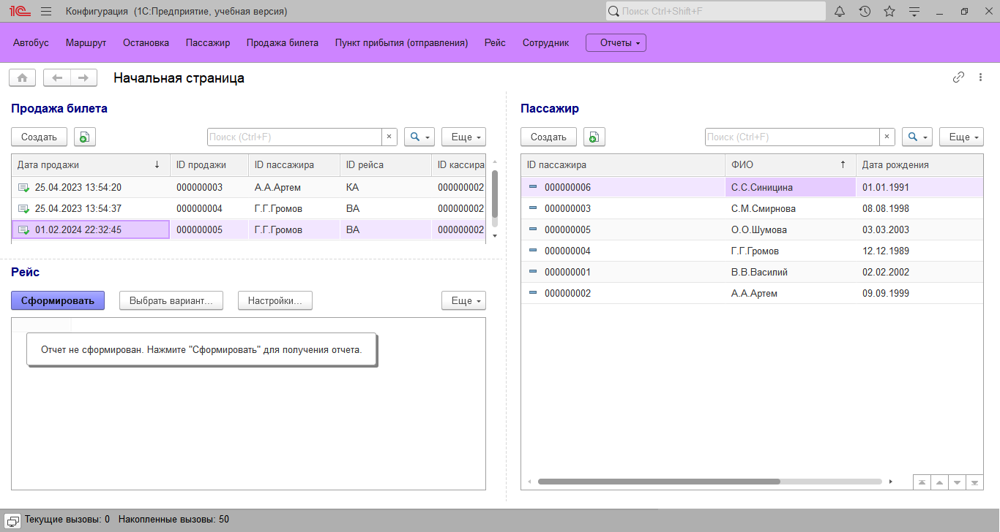 1С Конфигурация (1С:Предприятие, учебная версия) Поиск Ctrl+Shift+F
Автобус Маршрут Остановка Пассажир Продажа билета Пункт прибытия (отправления) Рейс Сотрудник Отчеты
Начальная страница
Продажа билета
Создать Поиск (Ctrl+F) × Еще
Дата продажи ↓ ID продажи ID пассажира ID рейса ID кассира
25.04.2023 13:54:20 000000003 А.А.Артем КА 000000002
25.04.2023 13:54:37 000000004 Г.Г.Громов ВА 000000002
01.02.2024 22:32:45 000000005 Г.Г.Громов ВА 000000002
Рейс
Сформировать Выбрать вариант... Настройки... Еще
Отчет не сформирован. Нажмите "Сформировать" для получения отчета.
Пассажир
Создать Поиск (Ctrl+F) × Еще
ID пассажира ФИО ↑ Дата рождения
000000006 С.С.Синицина 01.01.1991
000000003 С.М.Смирнова 08.08.1998
000000005 О.О.Шумова 03.03.2003
000000004 Г.Г.Громов 12.12.1989
000000001 В.В.Василий 02.02.2002
000000002 А.А.Артем 09.09.1999
Текущие вызовы: 0 Накопленные вызовы: 50